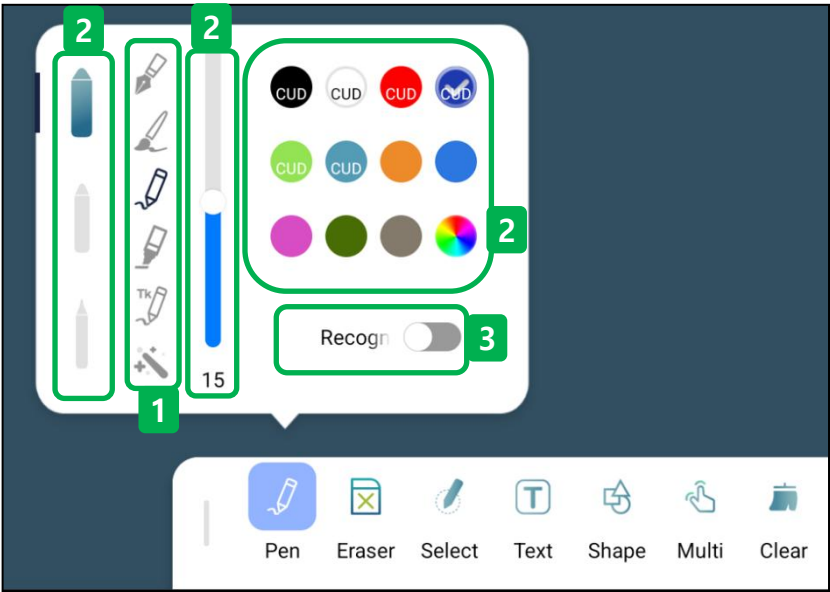 2
2
CUD CUD CUD CUD
CUD CUD
2
Tk
Recogn
3
15
1
Pen Eraser Select Text Shape Multi Clear
T